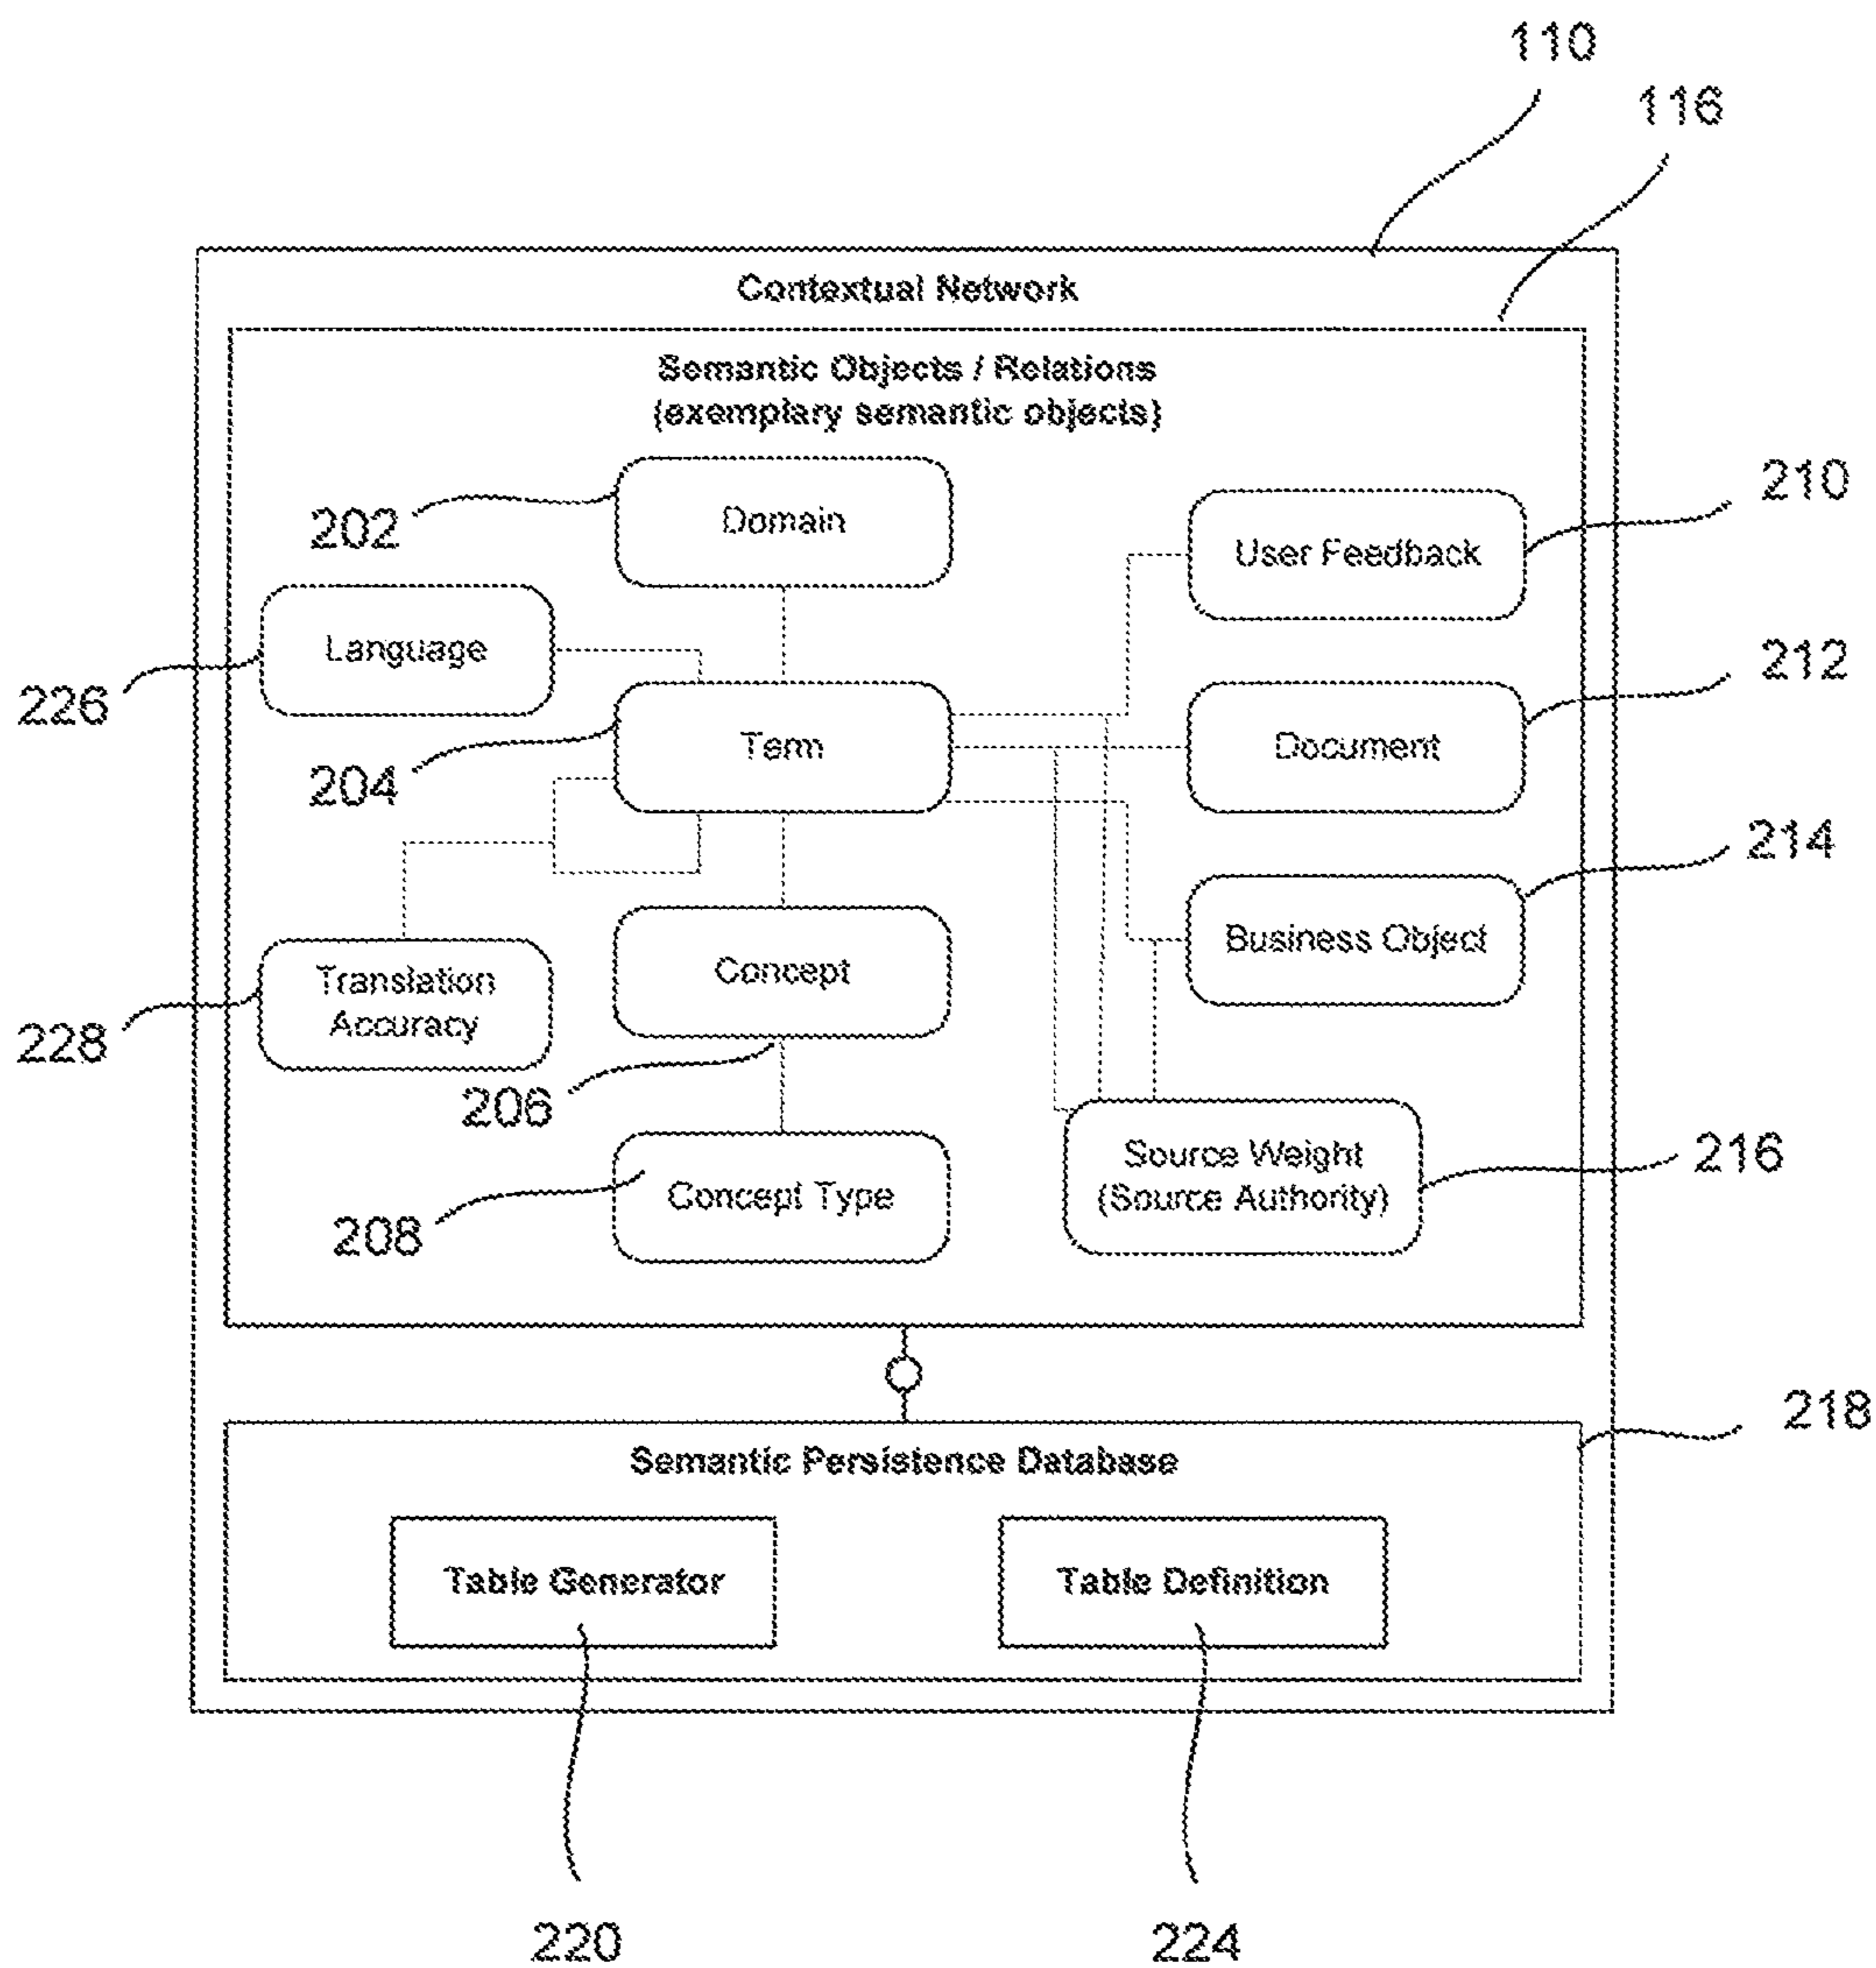 110
116
Contextual Network
Semantic Objects / Relations
(exemplary semantic objects)
202
Domain
User Feedback
210
Language
226
Term
204
Document
212
214
Business Object
Translation
Accuracy
228
Concept
206
Concept Type
208
Source Weight
(Source Authority)
216
218
Semantic Persistence Database
Table Generator
Table Definition
220
224